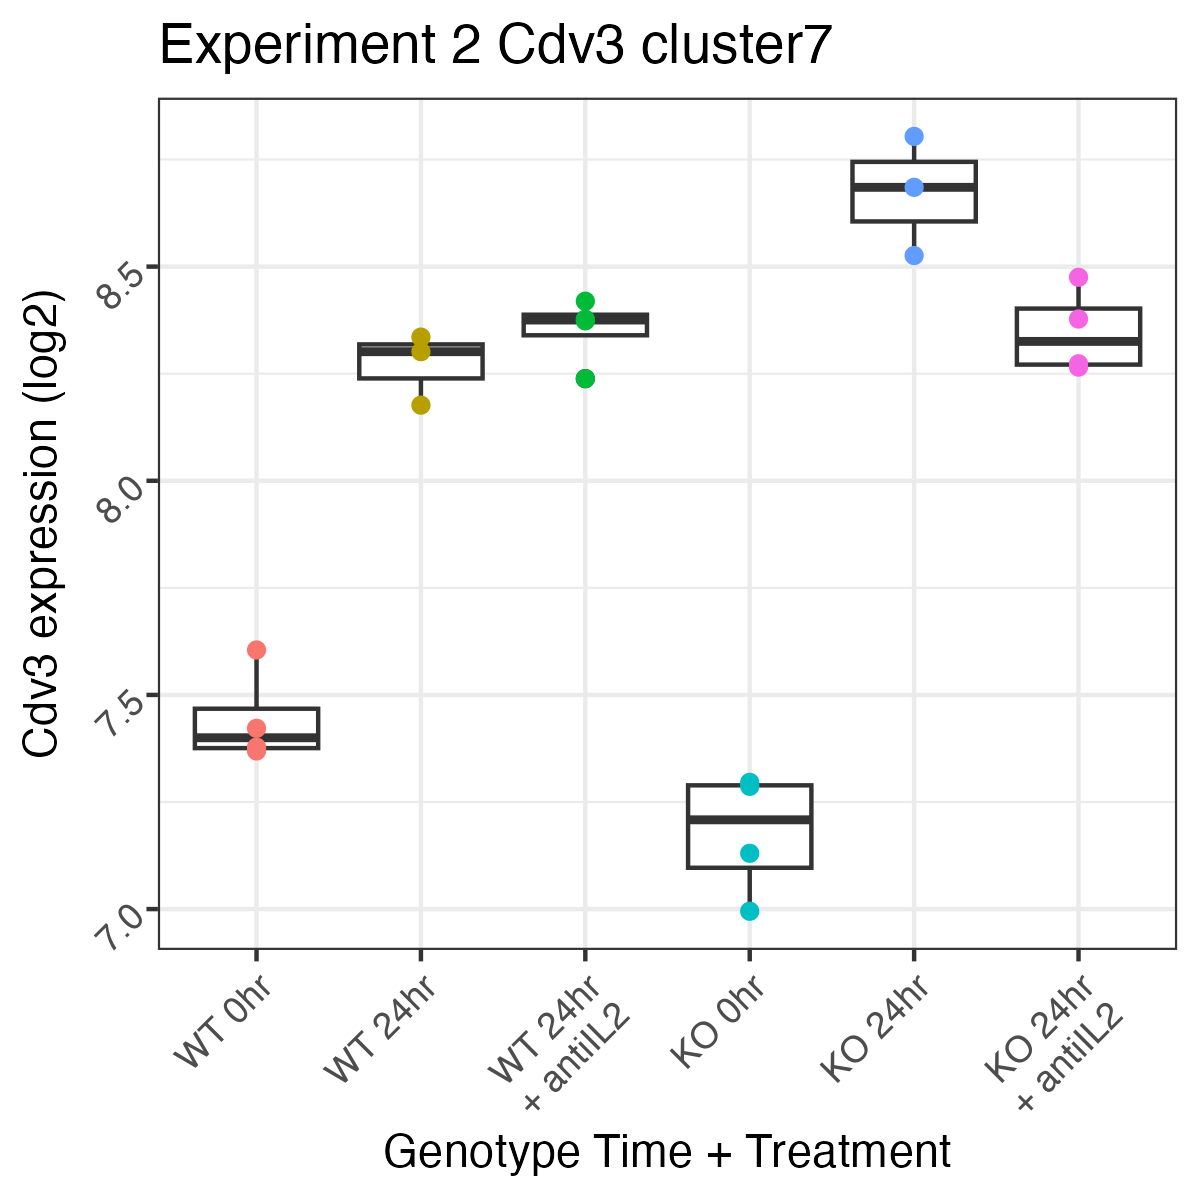 Experiment 2 Cdv3 cluster7
Cdv3 expression (log2)
8.5
8.0
7.5
7.0
WT 0hr
WT 24hr
WT 24hr
+ antiIL2
KO 0hr
KO 24hr
KO 24hr
+ antiIL2
Genotype Time + Treatment